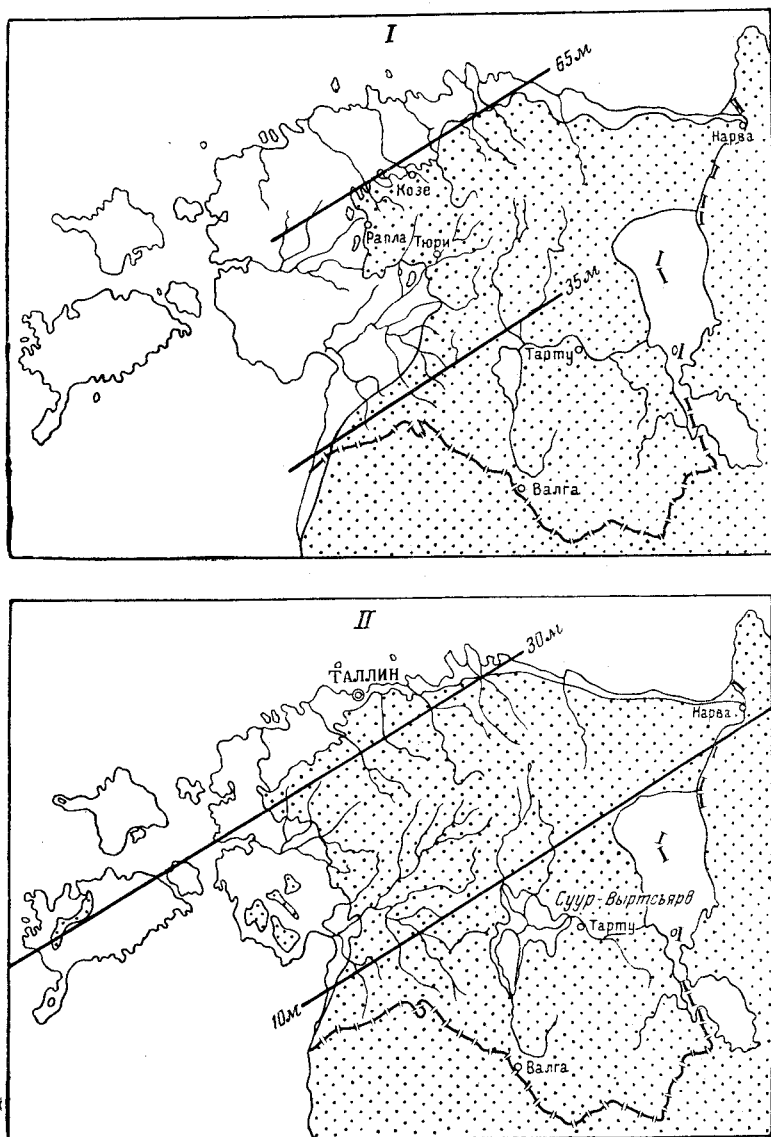 I
65м
Нарва
Козе
Рапла
Тюри
35м
Тарту
Валга
II
30м
ТАЛЛИН
Нарва
Суур-Выртсъярв
Тарту
10м
Валга